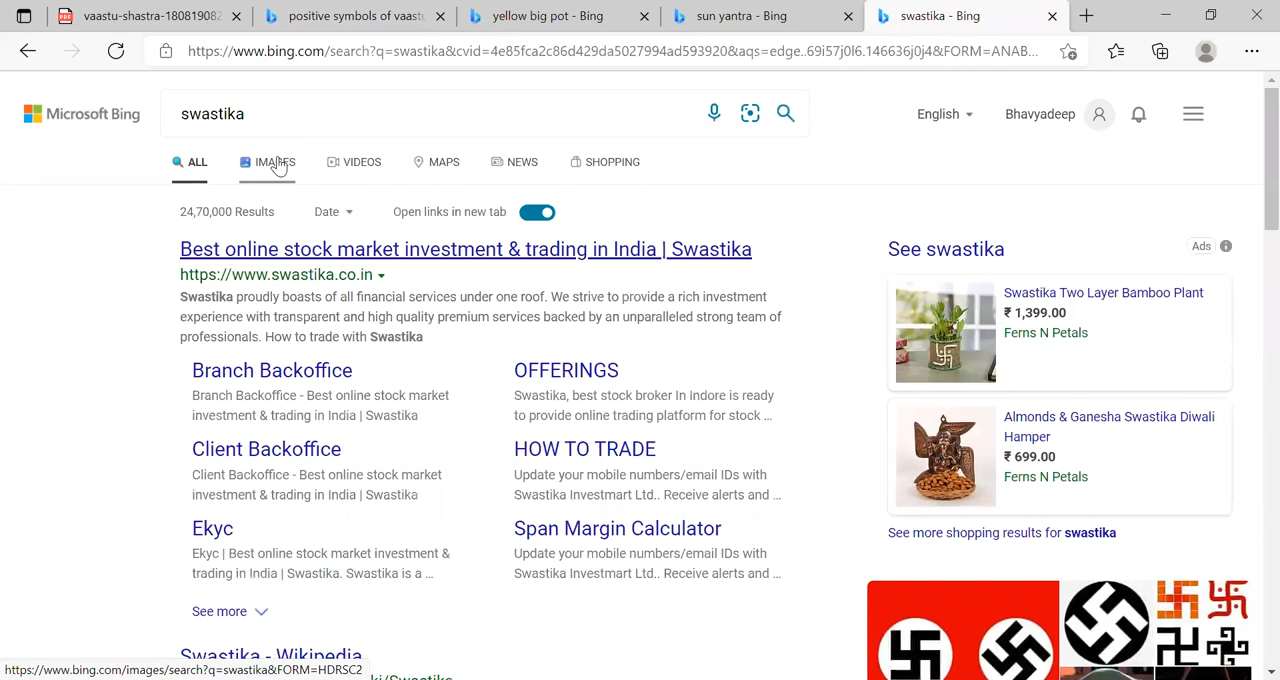 vaastu-shastra-180819082
positive symbols of vaastu
yellow big pot - Bing
sun yantra - Bing
swastika - Bing
https://www.bing.com/search?q=swastika&cvid=4e85fca2c86d429da5027994ad593920&aqs=edge..69i57j0l6.146636j0j4&FORM=ANAB...
Microsoft Bing
swastika
English
Bhavyadeep
ALL
IMAGES
VIDEOS
MAPS
NEWS
SHOPPING
24,70,000 Results
Date
Open links in new tab
Best online stock market investment & trading in India | Swastika
https://www.swastika.co.in
Swastika proudly boasts of all financial services under one roof. We strive to provide a rich investment
experience with transparent and high quality premium services backed by an unparalleled strong team of
professionals. How to trade with Swastika
Branch Backoffice
Branch Backoffice - Best online stock market
investment & trading in India | Swastika
OFFERINGS
Swastika, best stock broker In Indore is ready
to provide online trading platform for stock ...
Client Backoffice
Client Backoffice - Best online stock market
investment & trading in India | Swastika
HOW TO TRADE
Update your mobile numbers/email IDs with
Swastika Investmart Ltd.. Receive alerts and ...
Ekyc
Ekyc | Best online stock market investment &
trading in India | Swastika. Swastika is a ...
Span Margin Calculator
Update your mobile numbers/email IDs with
Swastika Investmart Ltd.. Receive alerts and ...
See more
Swastika - Wikipedia
ki/Swastika
See swastika
Ads
Swastika Two Layer Bamboo Plant
₹ 1,399.00
Ferns N Petals
Almonds & Ganesha Swastika Diwali
Hamper
₹ 699.00
Ferns N Petals
See more shopping results for swastika
https://www.bing.com/images/search?q=swastika&FORM=HDRSC2